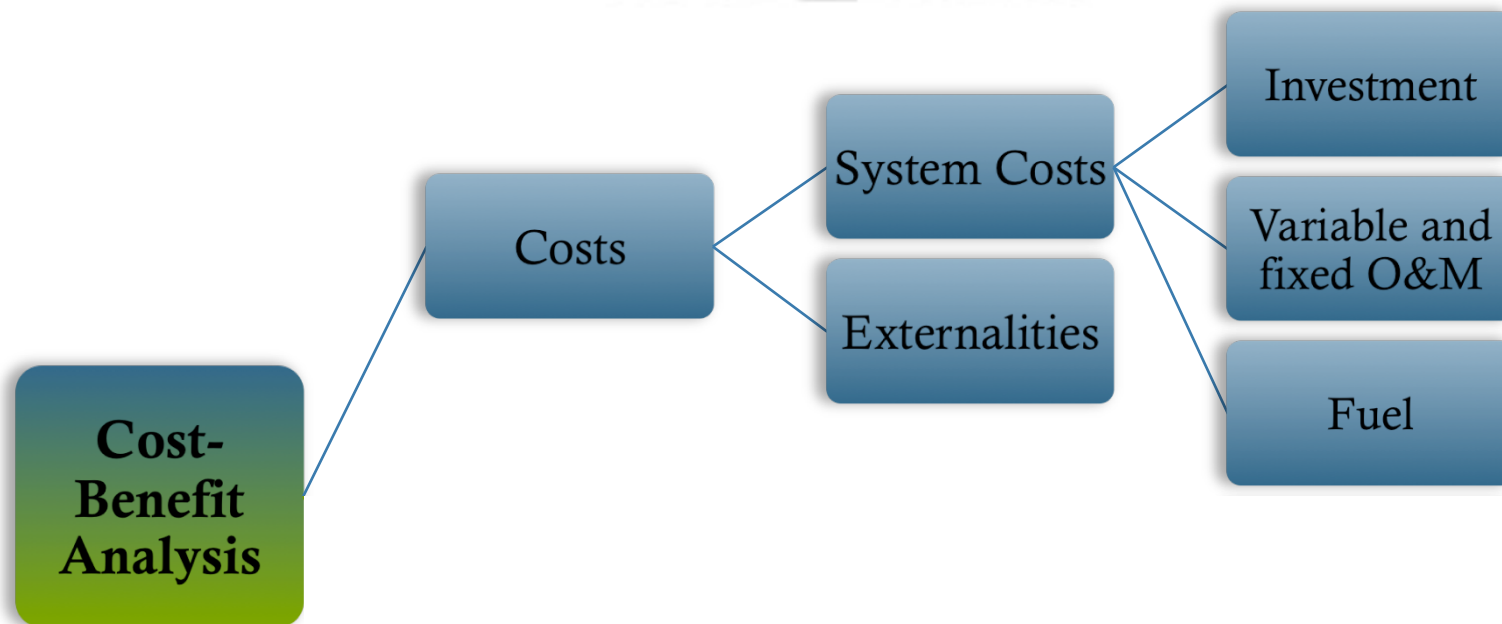 Cost-
Benefit
Analysis
Costs
System Costs
Externalities
Investment
Variable and
fixed O&M
Fuel